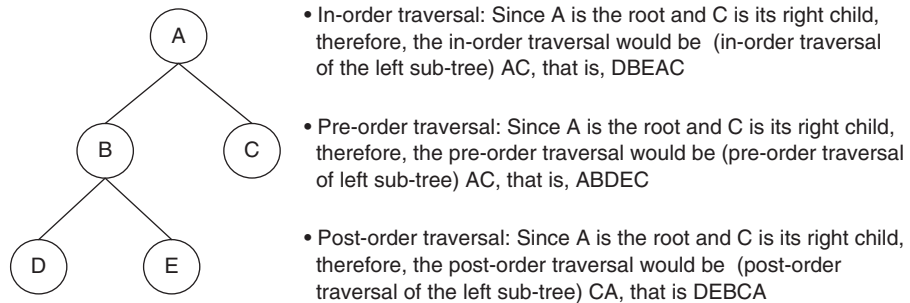 A
B
C
D
E
• In-order traversal: Since A is the root and C is its right child,
therefore, the in-order traversal would be (in-order traversal
of the left sub-tree) AC, that is, DBEAC
• Pre-order traversal: Since A is the root and C is its right child,
therefore, the pre-order traversal would be (pre-order traversal
of left sub-tree) AC, that is, ABDEC
• Post-order traversal: Since A is the root and C is its right child,
therefore, the post-order traversal would be (post-order
traversal of the left sub-tree) CA, that is DEBCA